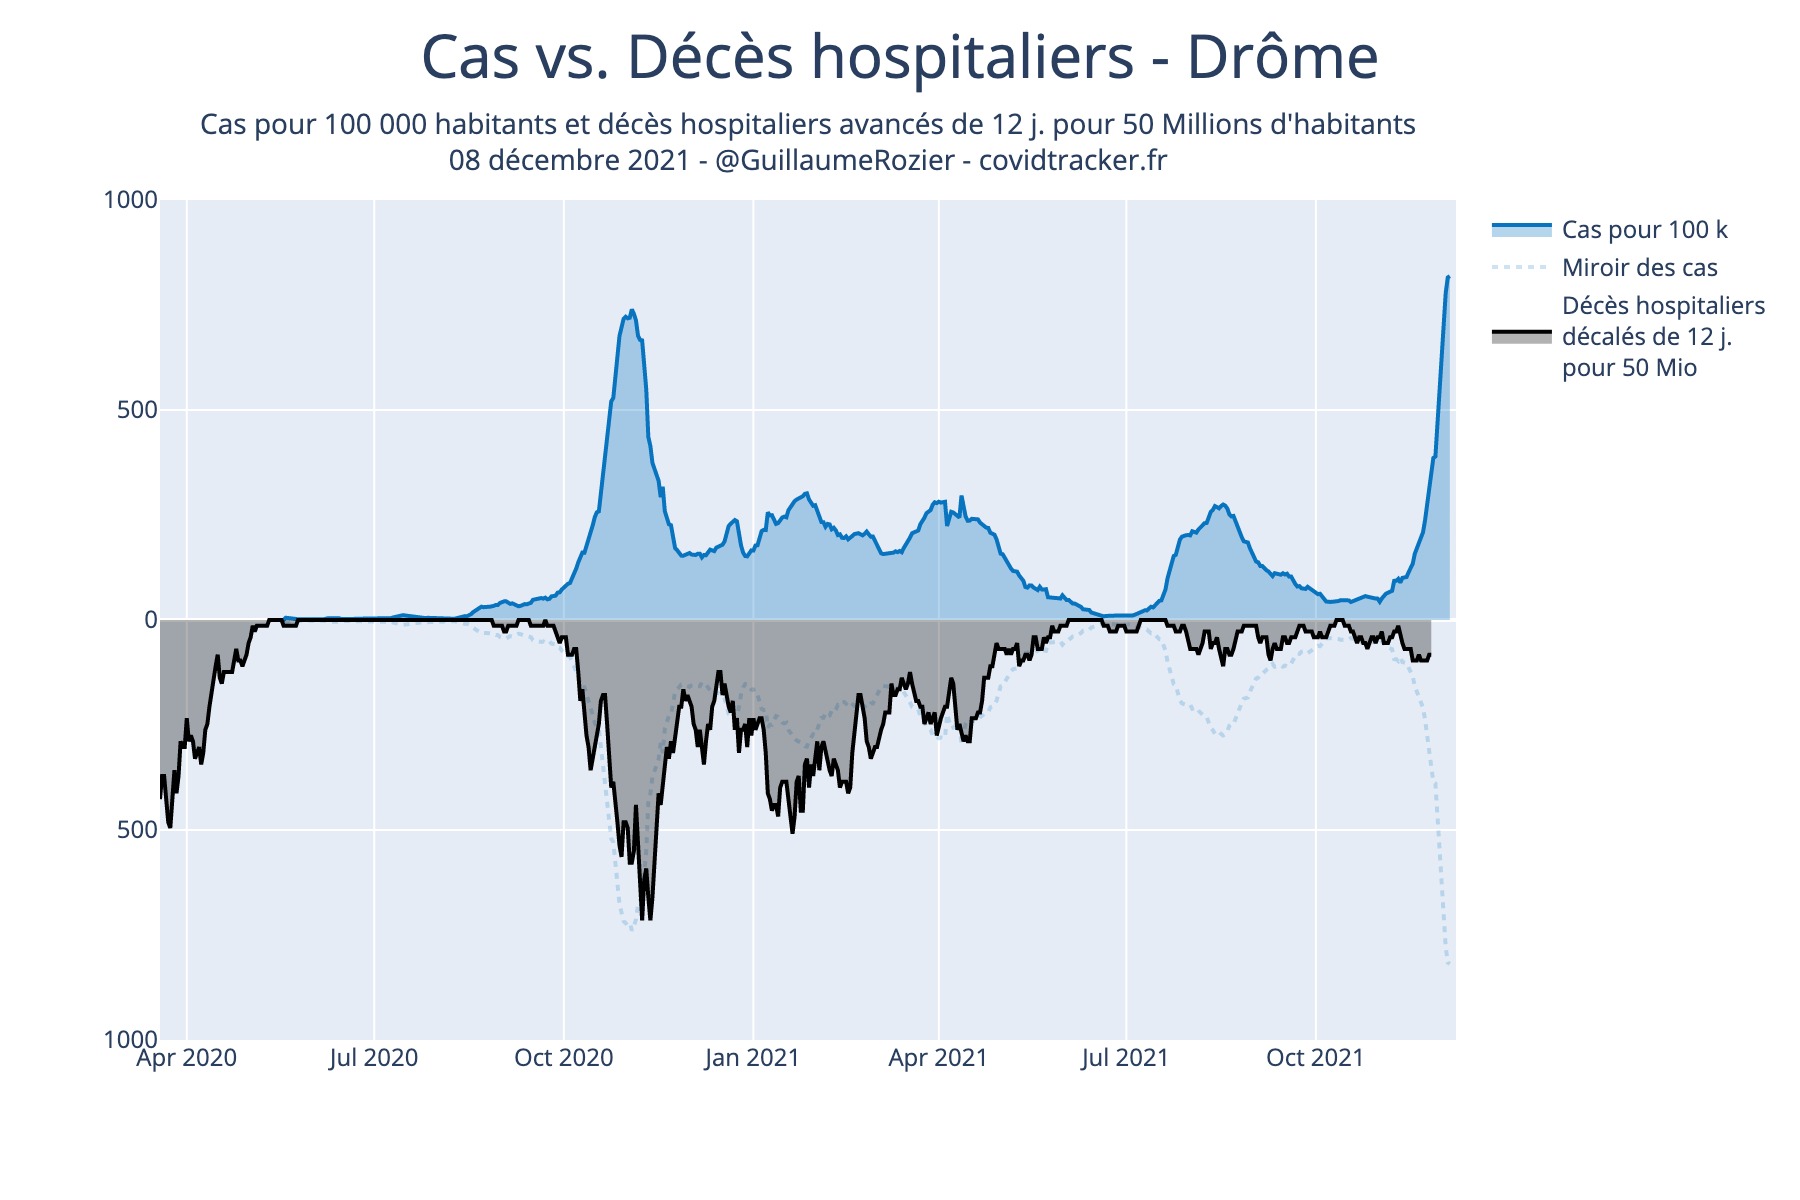 Cas vs. Décès hospitaliers - Drôme
Cas pour 100 000 habitants et décès hospitaliers avancés de 12 j. pour 50 Millions d'habitants
08 décembre 2021 - @GuillaumeRozier - covidtracker.fr
1000
500
0
500
1000
Apr 2020
Jul 2020
Oct 2020
Jan 2021
Apr 2021
Jul 2021
Oct 2021
Cas pour 100 k
Miroir des cas
Décès hospitaliers
décalés de 12 j.
pour 50 Mio